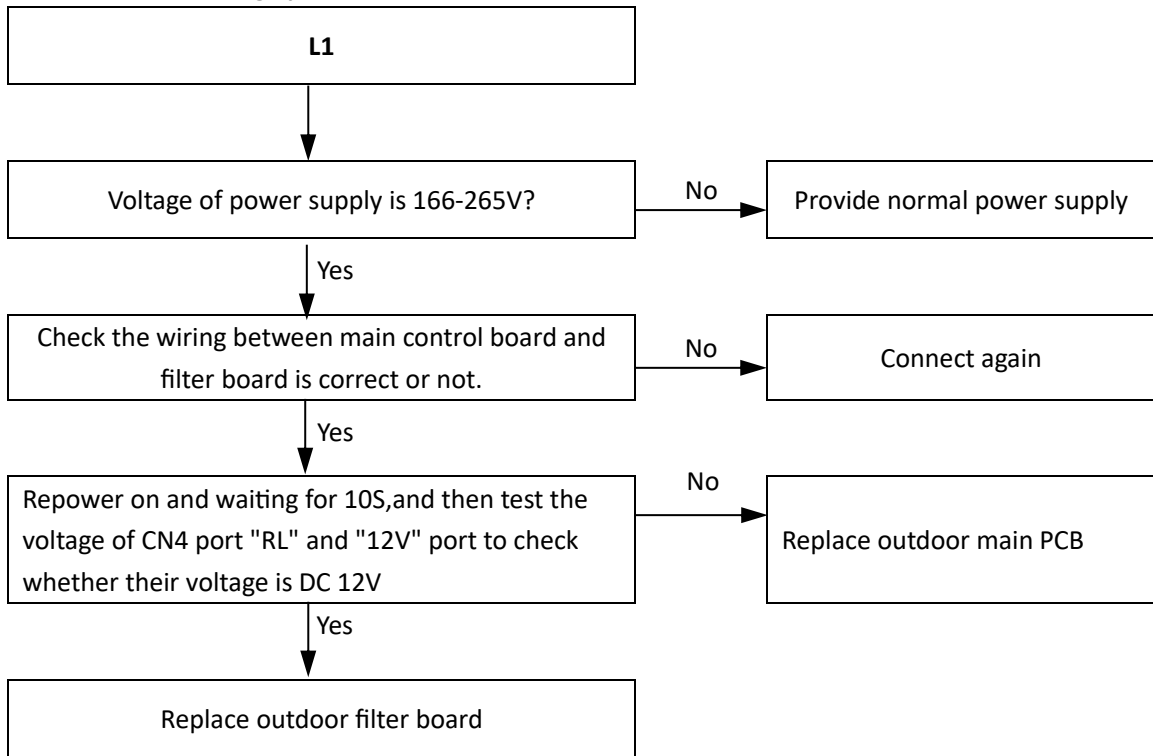 L1
Voltage of power supply is 166-265V?
No
Provide normal power supply
Yes
Check the wiring between main control board and
filter board is correct or not.
No
Connect again
Yes
Repower on and waiting for 10S,and then test the
voltage of CN4 port "RL" and "12V" port to check
whether their voltage is DC 12V
No
Replace outdoor main PCB
Yes
Replace outdoor filter board